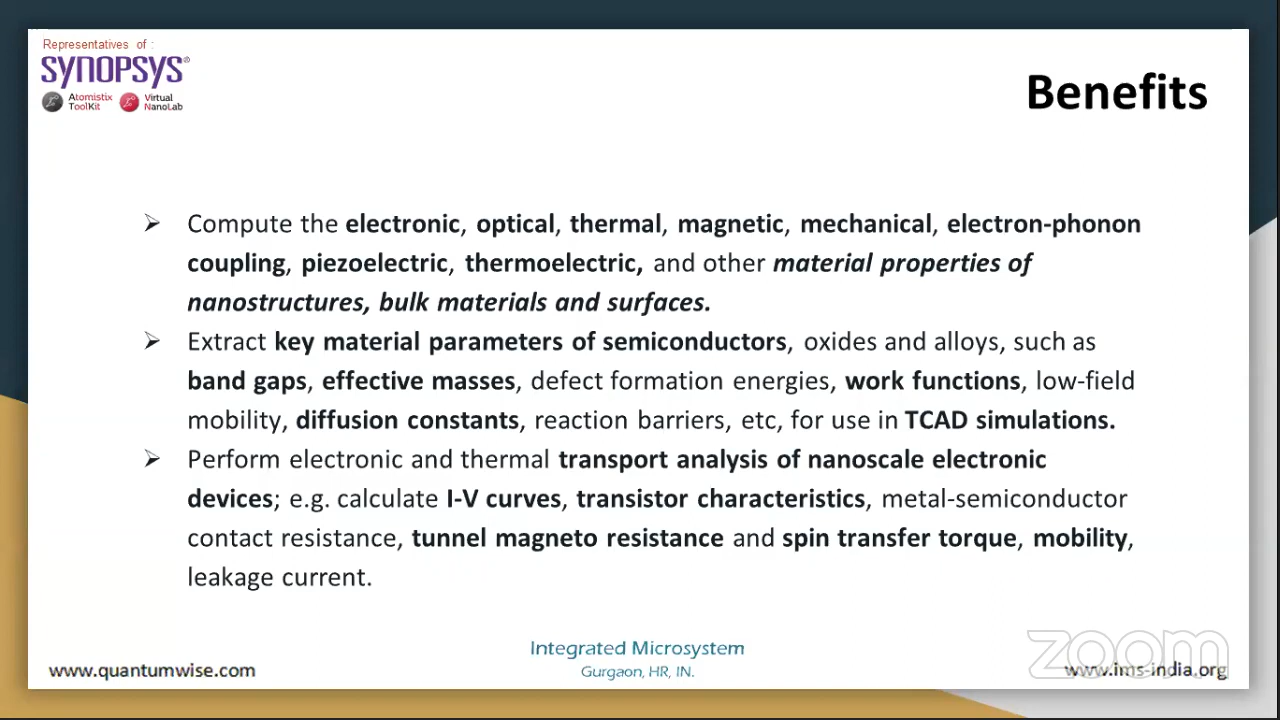 Representatives of :
SYNOPSYS®
Atomistix ToolKit
Virtual NanoLab
Benefits
➢ Compute the electronic, optical, thermal, magnetic, mechanical, electron-phonon
coupling, piezoelectric, thermoelectric, and other material properties of
nanostructures, bulk materials and surfaces.
➢ Extract key material parameters of semiconductors, oxides and alloys, such as
band gaps, effective masses, defect formation energies, work functions, low-field
mobility, diffusion constants, reaction barriers, etc, for use in TCAD simulations.
➢ Perform electronic and thermal transport analysis of nanoscale electronic
devices; e.g. calculate I-V curves, transistor characteristics, metal-semiconductor
contact resistance, tunnel magneto resistance and spin transfer torque, mobility,
leakage current.
Integrated Microsystem
Gurgaon, HR, IN.
www.quantumwise.com
zoom
www.ims-india.org